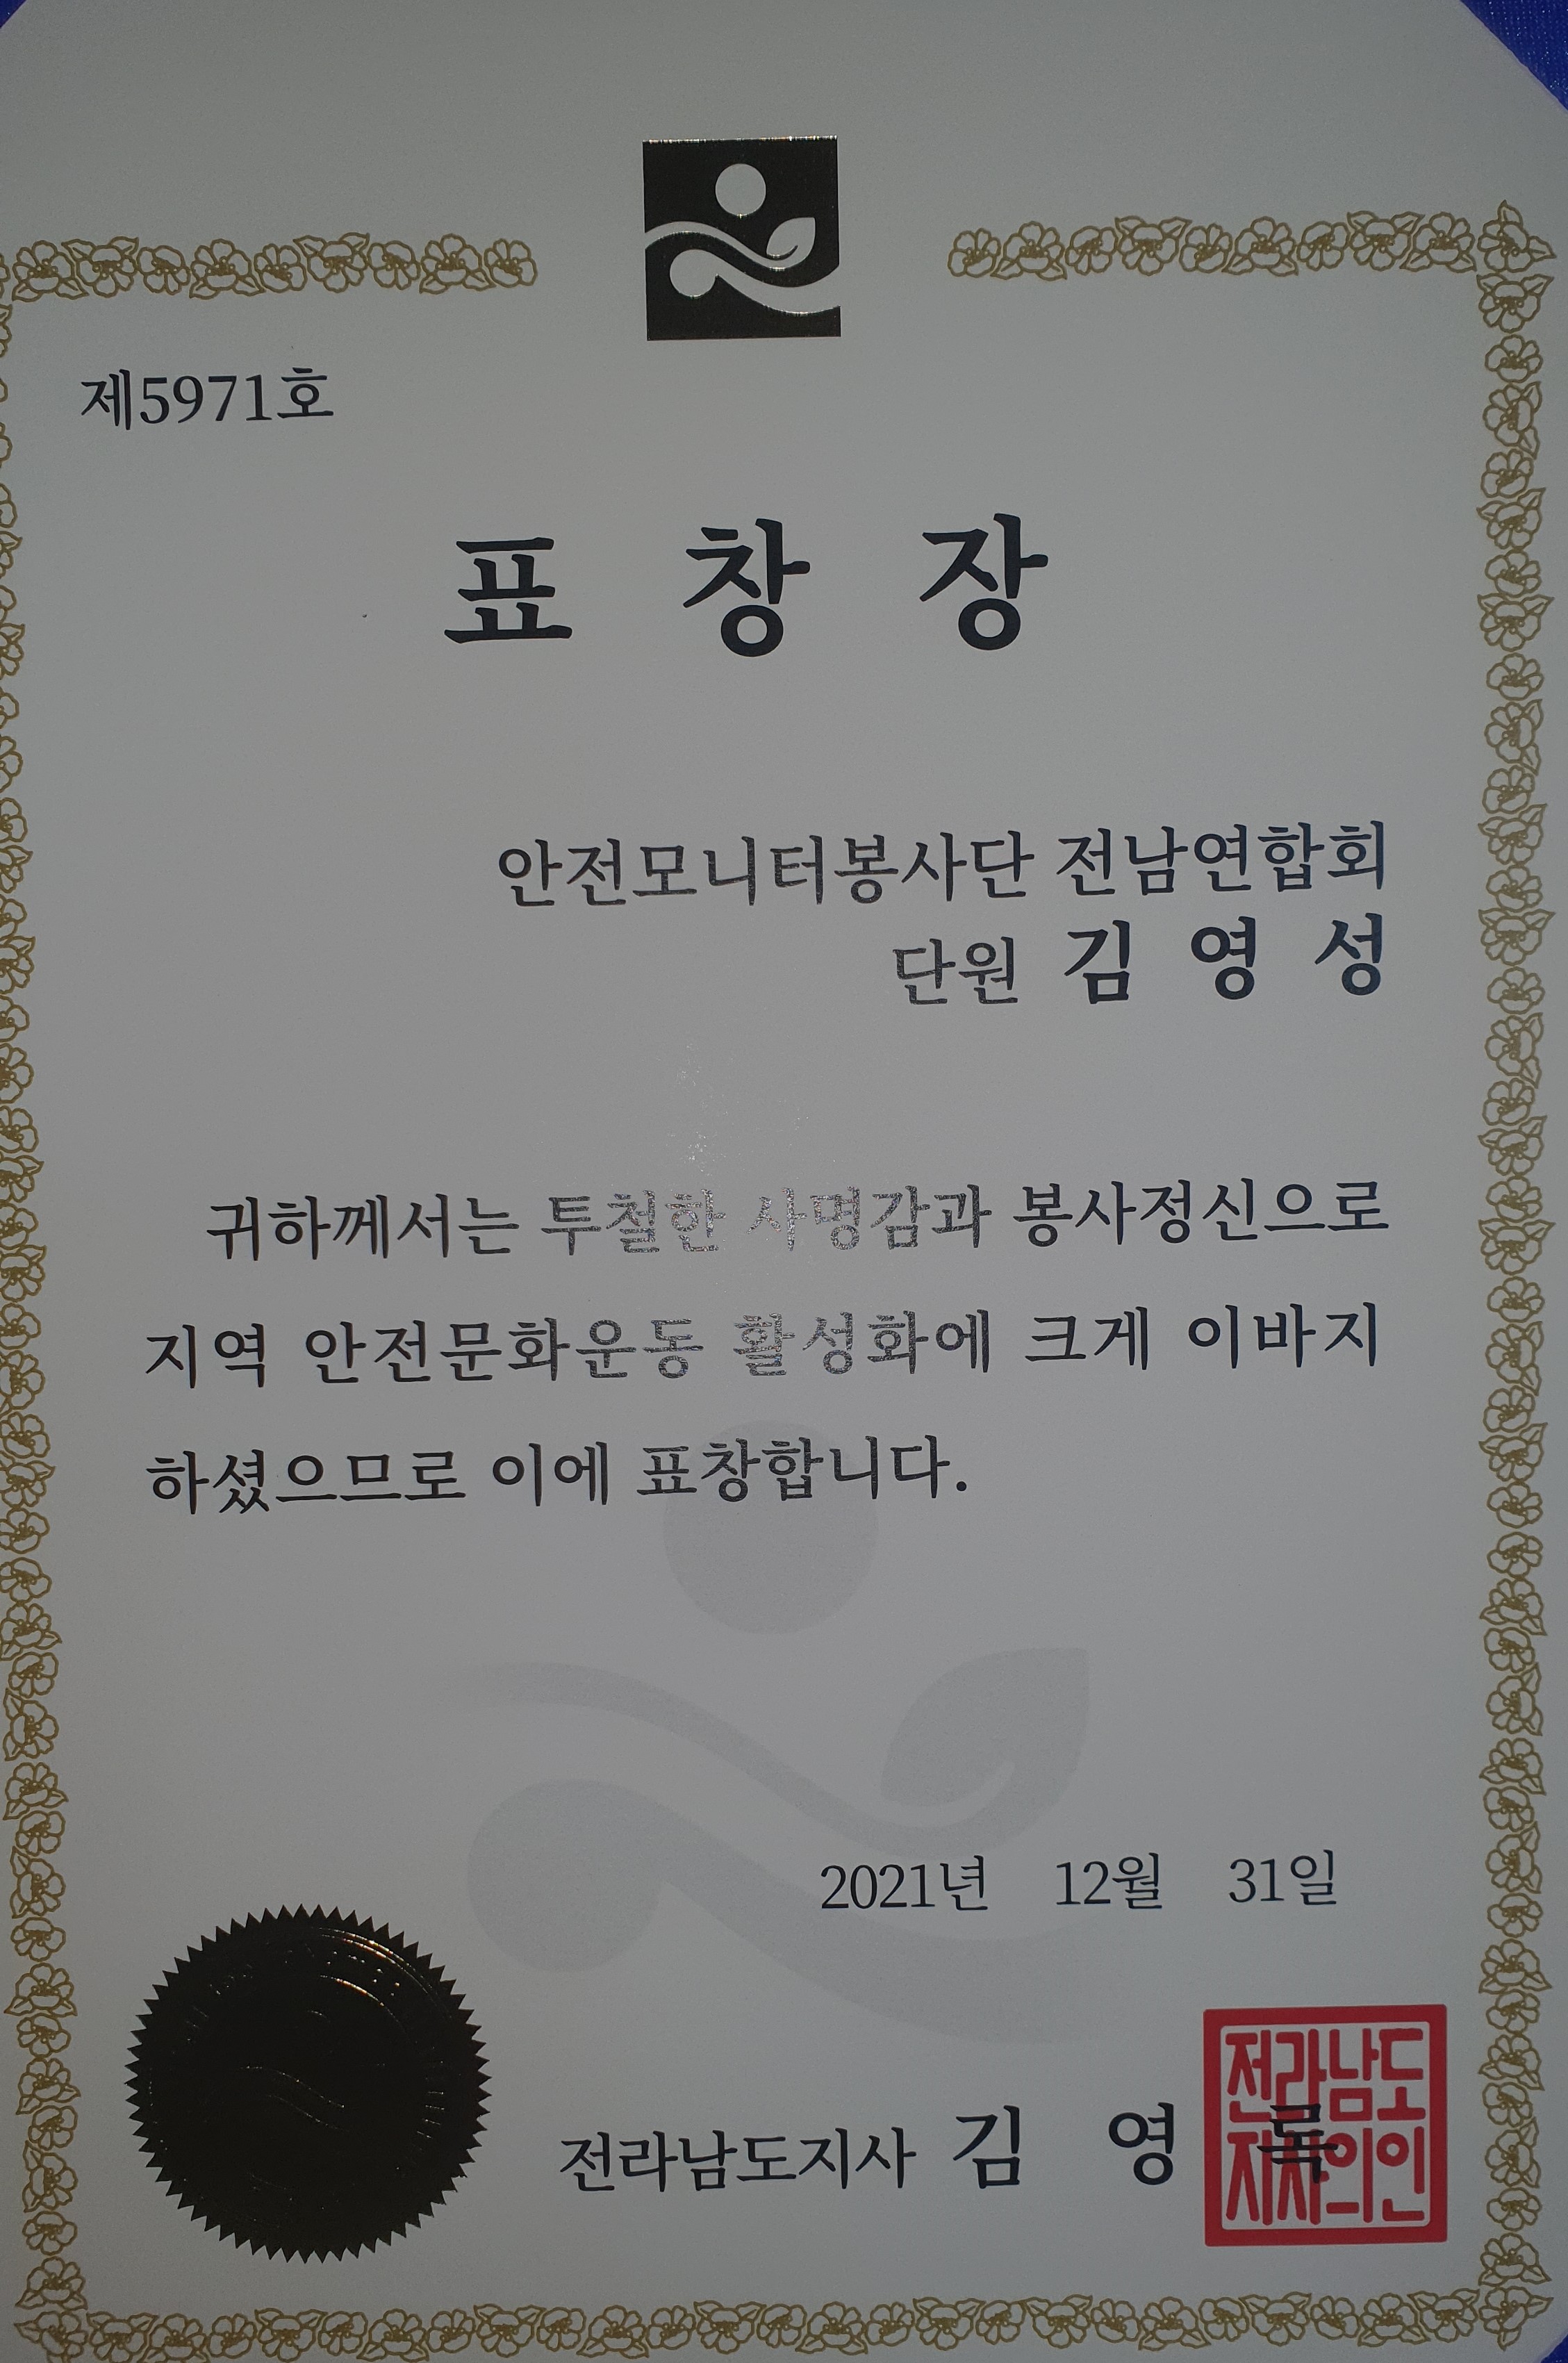 제5971호
표 창 장
안전모니터봉사단 전남연합회
단원 김 영 성
귀하께서는 투철한 사명감과 봉사정신으로
지역 안전문화운동 활성화에 크게 이바지
하셨으므로 이에 표창합니다.
2021년 12월 31일
전라남도지사 김 영 록
전라남도
지사의인